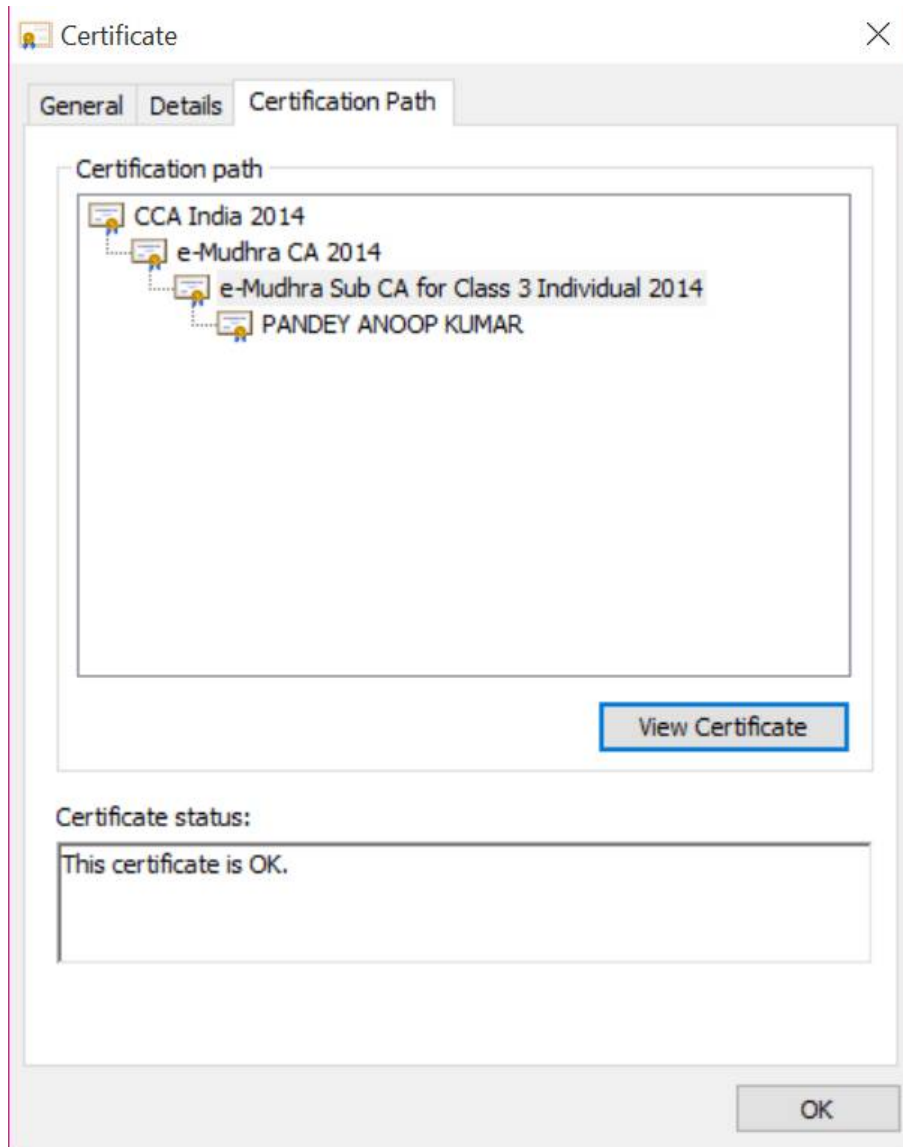 Certificate
General Details Certification Path
Certification path
CCA India 2014
e-Mudhra CA 2014
e-Mudhra Sub CA for Class 3 Individual 2014
PANDEY ANOOP KUMAR
View Certificate
Certificate status:
This certificate is OK.
OK